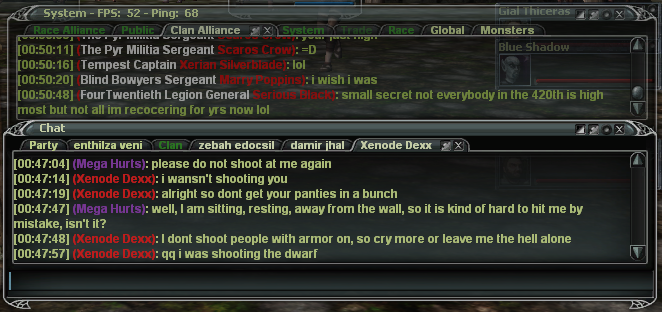 System - FPS: 52 - Ping: 68
Gial Thiceras
Race Alliance Public Clan Alliance System Trade Race Global Monsters
Blue Shadow
[00:50:11] (The Pyr Militia Sergeant Scaros Crow): =D
[00:50:16] (Tempest Captain Xerian Silverblade): lol
[00:50:20] (Blind Bowyers Sergeant Marry Poppins): i wish i was
[00:50:48] (FourTwentieth Legion General Serious Black): small secret not everybody in the 420th is high
most but not all im recocering for yrs now lol
Chat
Party enthilza veni Clan zebah edocsil damir jhal Xenode Dexx
[00:47:04] (Mega Hurts): please do not shoot at me again
[00:47:14] (Xenode Dexx): i wansn't shooting you
[00:47:19] (Xenode Dexx): alright so dont get your panties in a bunch
[00:47:47] (Mega Hurts): well, I am sitting, resting, away from the wall, so it is kind of hard to hit me by
mistake, isn't it?
[00:47:48] (Xenode Dexx): I dont shoot people with armor on, so cry more or leave me the hell alone
[00:47:57] (Xenode Dexx): qq i was shooting the dwarf